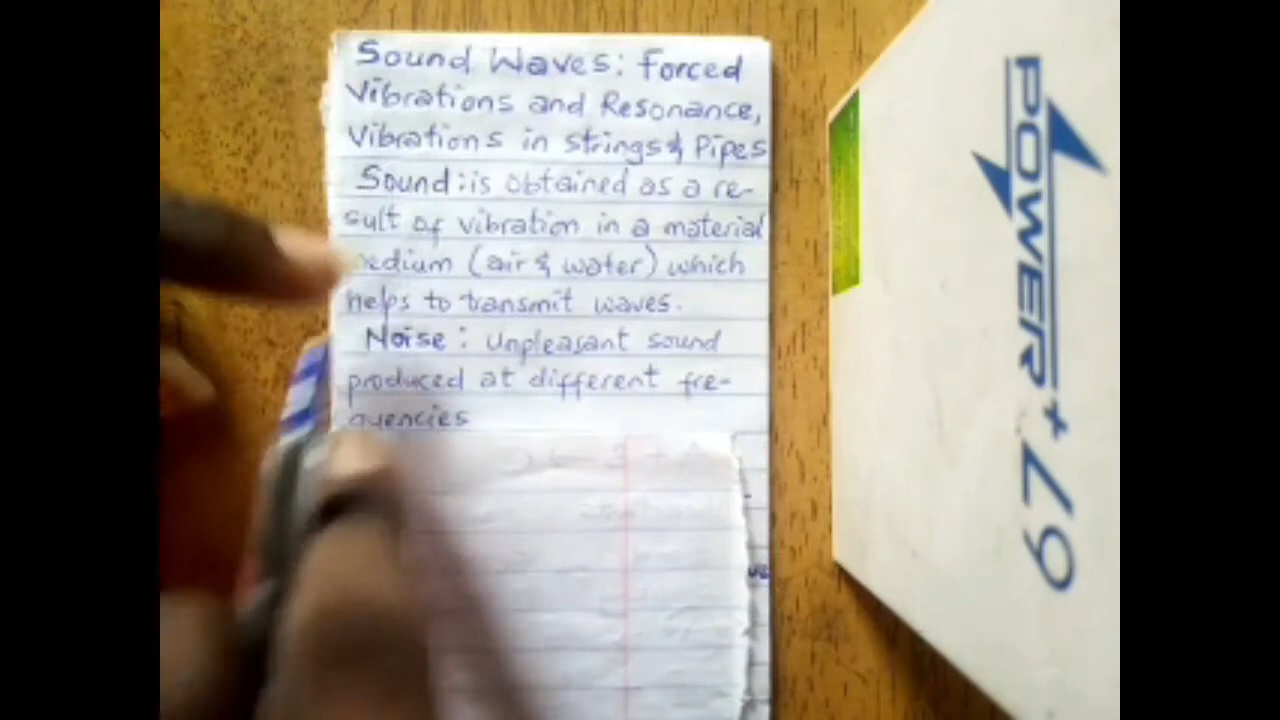 Sound Waves: Forced
Vibrations and Resonance,
Vibrations in Strings & Pipes
Sound: is obtained as a re-
sult of vibration in a material
medium (air & water) which
helps to transmit waves.
Noise: Unpleasant sound
produced at different fre-
quencies
POWER+ L9